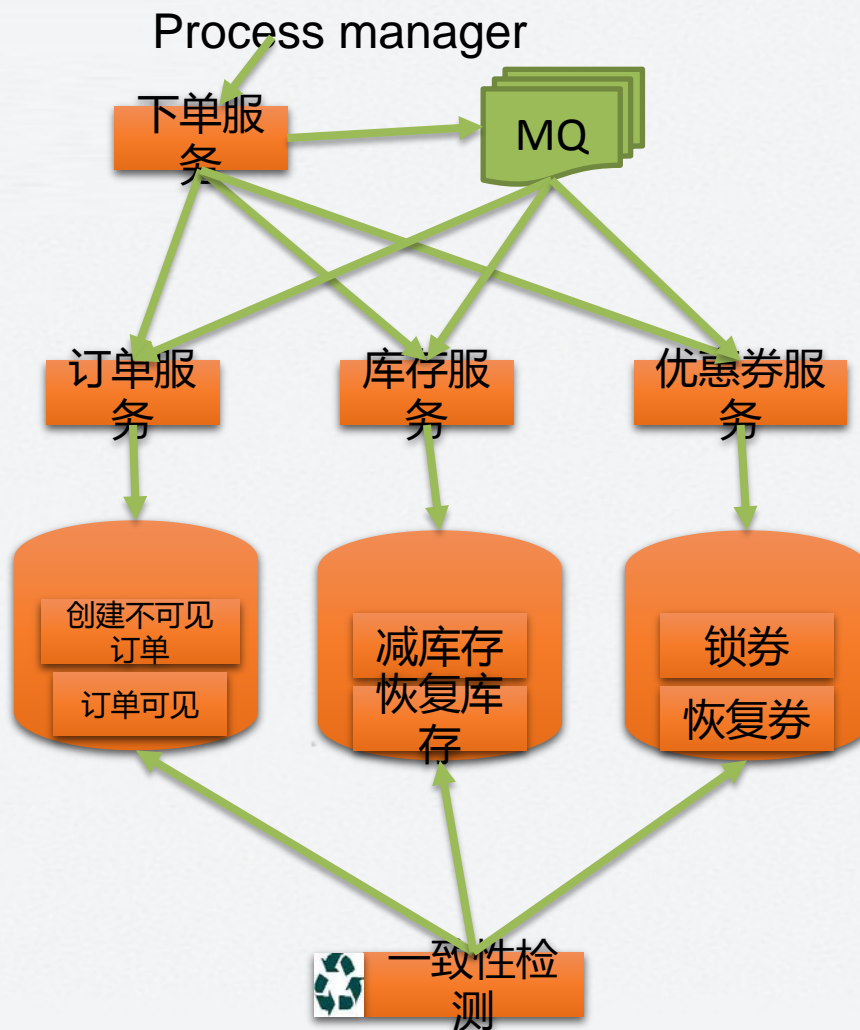 Process manager
下单服
务
MQ
订单服
务
库存服
务
优惠券服
务
创建不可见
订单
订单可见
减库存
恢复库
存
锁券
恢复券
一致性检
测